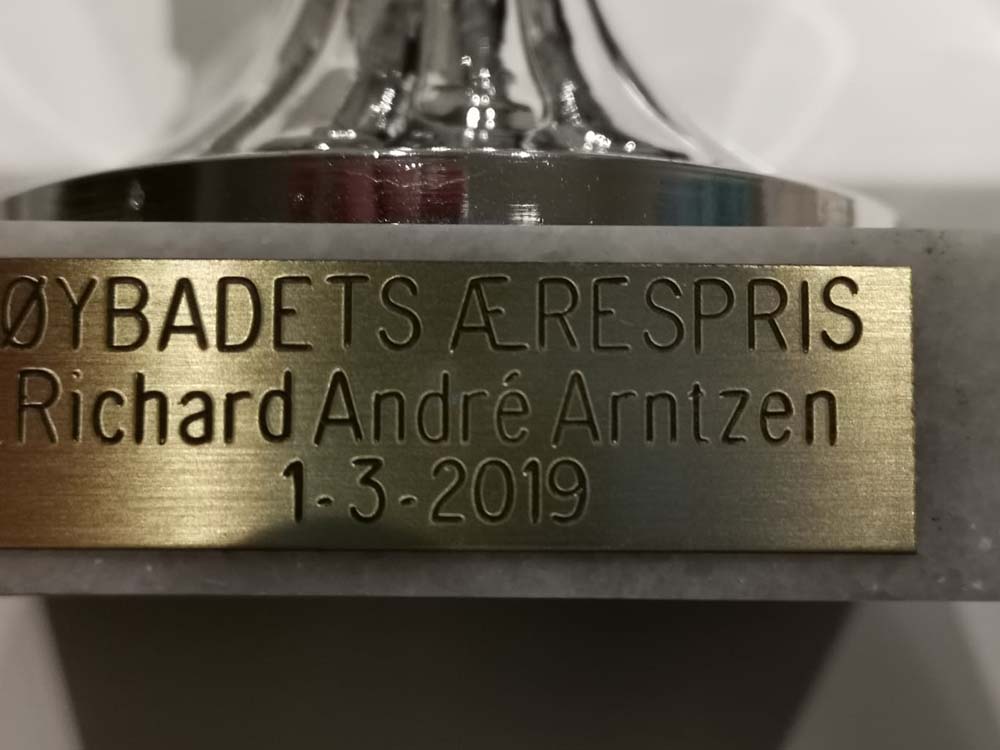 ØYBADETS ÆRESPRIS
Richard André Arntzen
1-3-2019